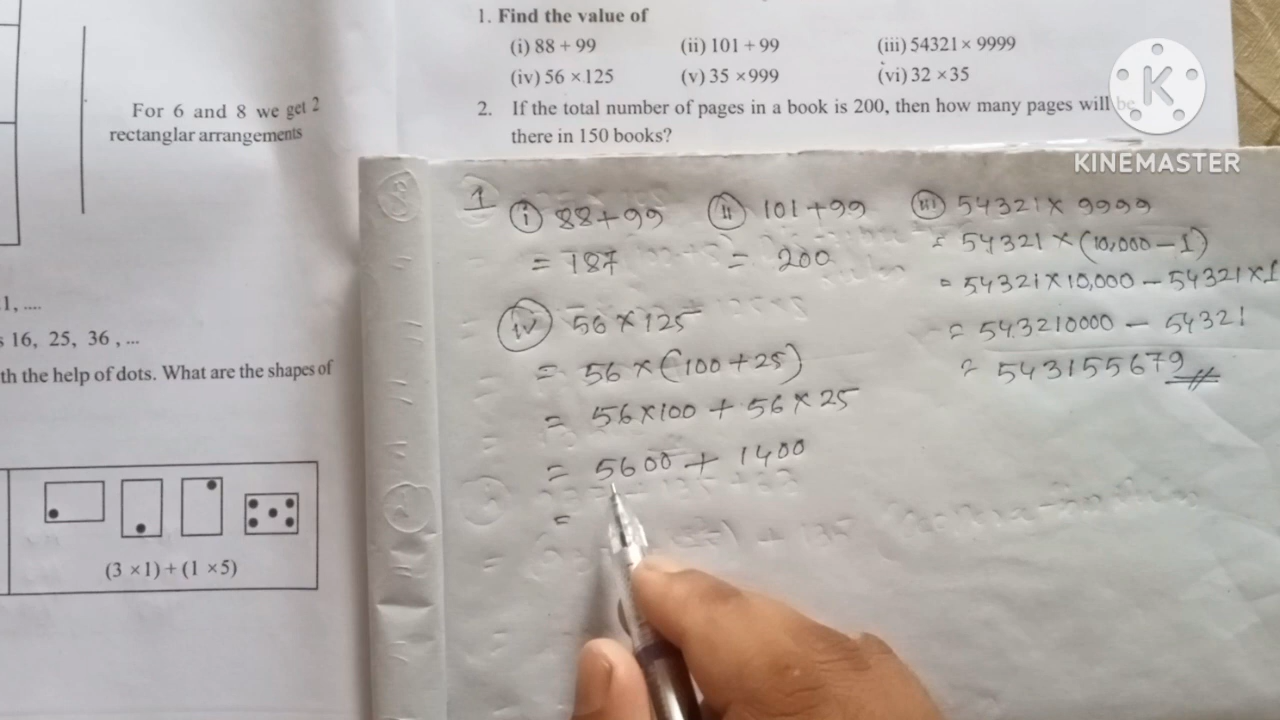 1. Find the value of
(i) 88 + 99 (ii) 101 + 99 (iii) 54321 × 9999
(iv) 56 ×125 (v) 35 ×999 (vi) 32 ×35
2. If the total number of pages in a book is 200, then how many pages will be
there in 150 books?
For 6 and 8 we get 2
rectanglar arrangements
1, ....
s 16, 25, 36 , ...
th the help of dots. What are the shapes of
(3 ×1) + (1 ×5)
K
KINEMASTER
1 (i) 88+99
= 187
(ii) 101+99
= 200
(iii) 54321 × 9999
= 54321 × (10,000 - 1)
= 54321×10,000 - 54321×1
= 543210000 - 54321
= 543155679
(iv) 56×125
= 56×(100+25)
= 56×100 + 56×25
= 5600 + 1400
=